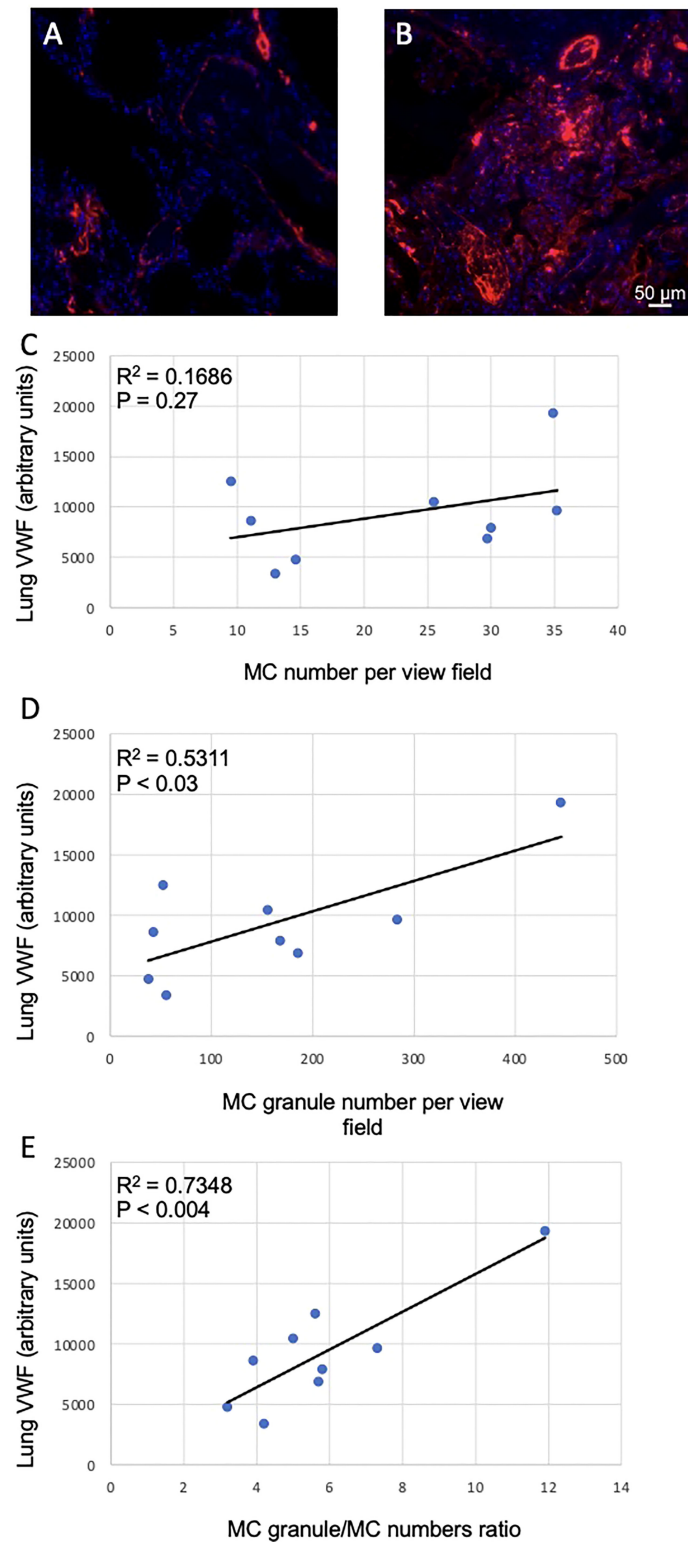 A
B
50 µm
C
Lung VWF (arbitrary units)
25000
20000
15000
10000
5000
0
R² = 0.1686
P = 0.27
0 5 10 15 20 25 30 35 40
MC number per view field
D
Lung VWF (arbitrary units)
25000
20000
15000
10000
5000
0
R² = 0.5311
P < 0.03
0 100 200 300 400 500
MC granule number per view
field
E
Lung VWF (arbitrary units)
25000
20000
15000
10000
5000
0
R² = 0.7348
P < 0.004
0 2 4 6 8 10 12 14
MC granule/MC numbers ratio